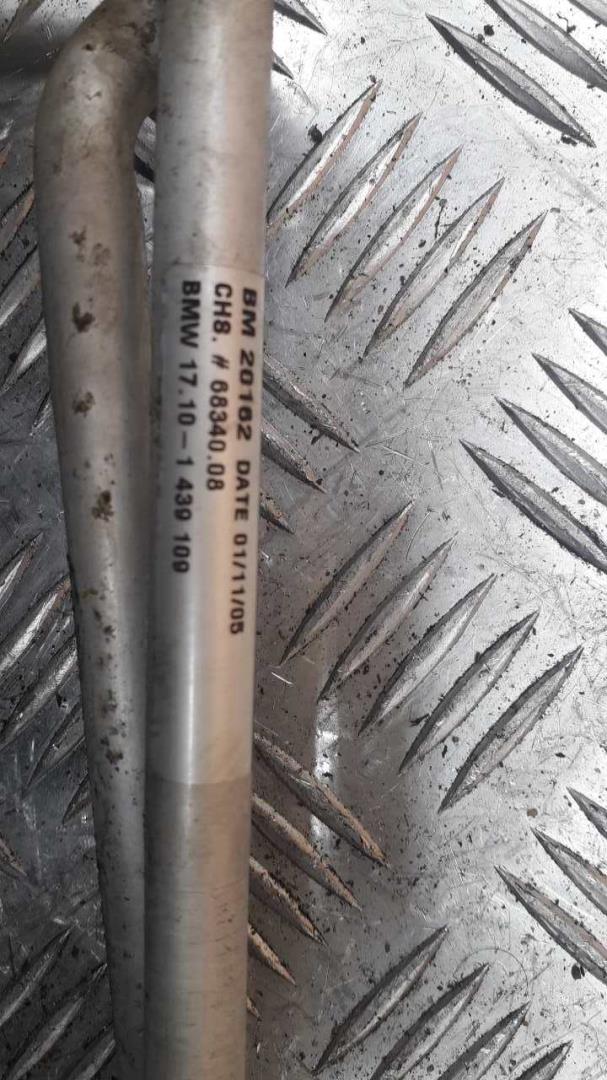 BM 20162 DATE 01/11/05
CH8. # 68340.08
BMW 17.10-1 439 109